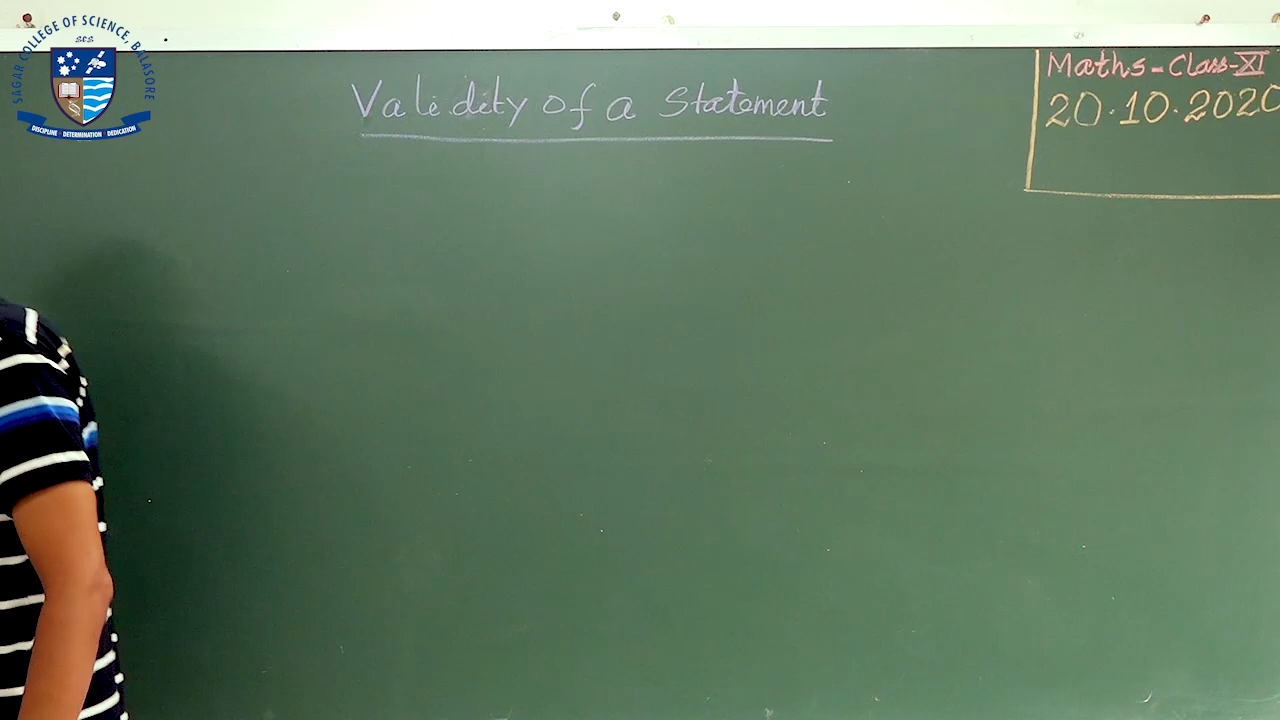 SAGAR COLLEGE OF SCIENCE, BALASORE
scs
DISCIPLINE · DETERMINATION · DEDICATION
Validity of a Statement
Maths - Class - XI
20.10.2020